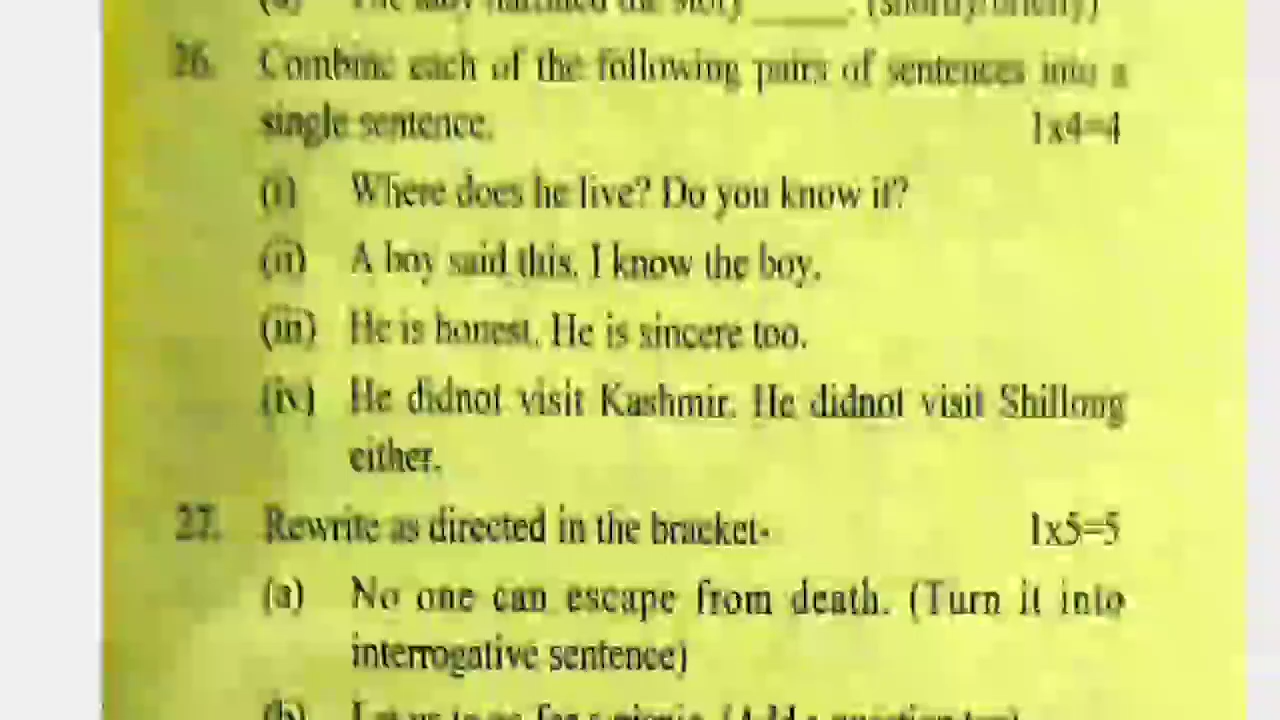 26. Combine each of the following pairs of sentences into a
single sentence. 1x4=4
(i) Where does he live? Do you know it?
(ii) A boy said this. I know the boy.
(iii) He is honest. He is sincere too.
(iv) He didnot visit Kashmir. He didnot visit Shillong
either.
27. Rewrite as directed in the bracket- 1x5=5
(a) No one can escape from death. (Turn it into
interrogative sentence)